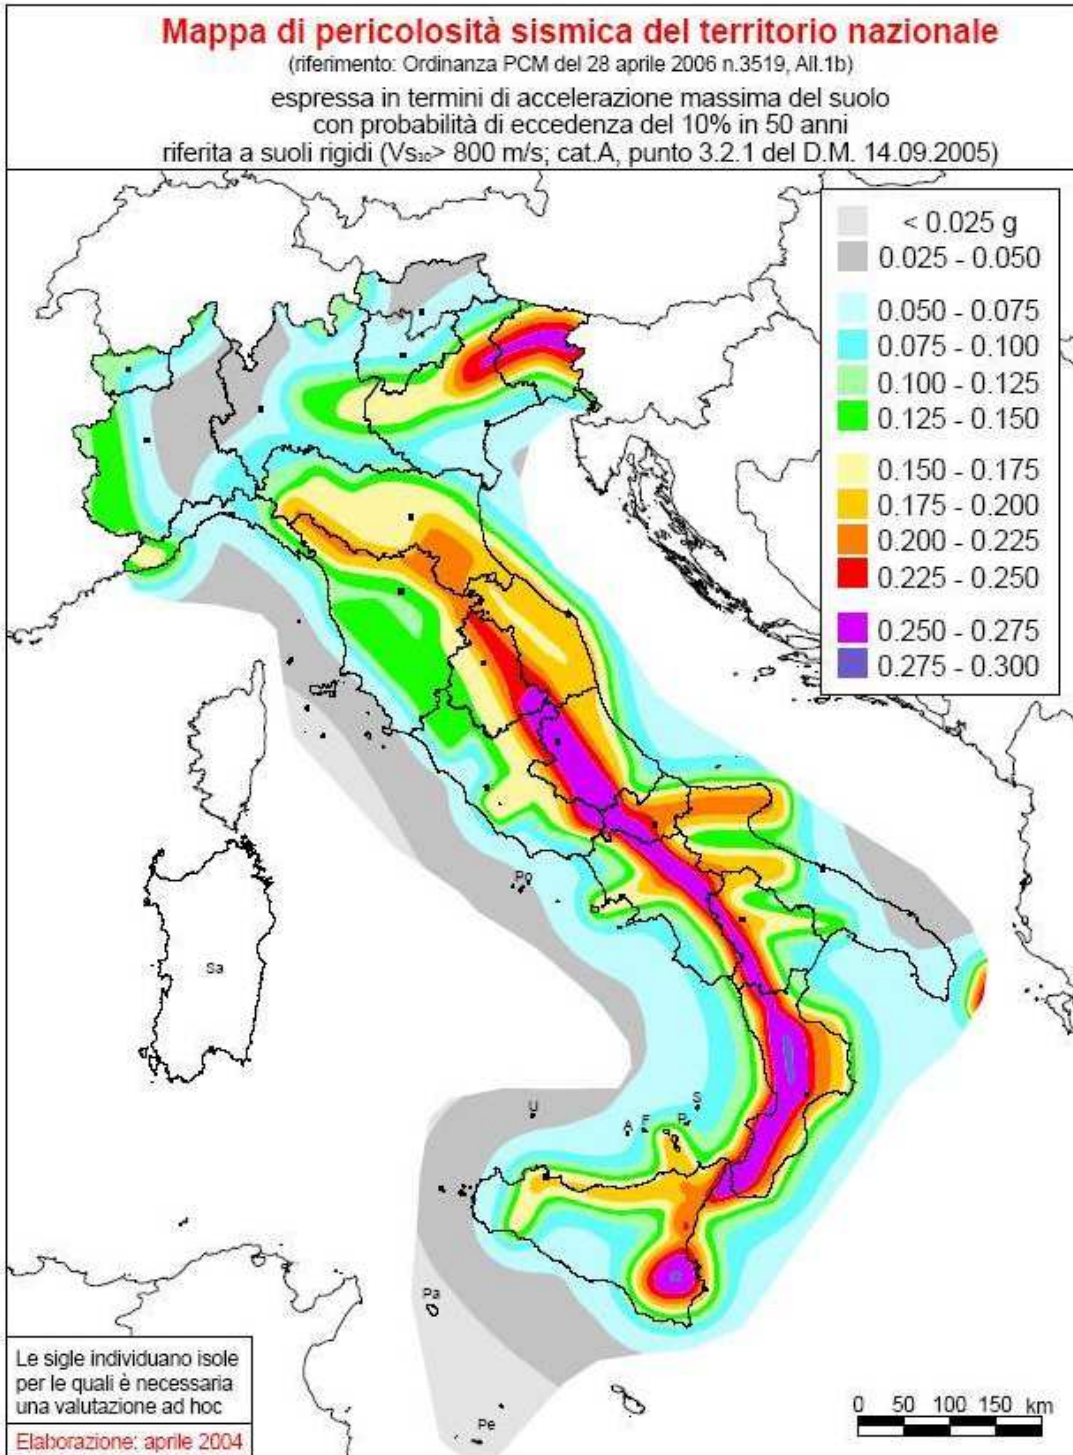 Mappa di pericolosità sismica del territorio nazionale
(riferimento: Ordinanza PCM del 28 aprile 2006 n.3519, All.1b)
espressa in termini di accelerazione massima del suolo
con probabilità di eccedenza del 10% in 50 anni
riferita a suoli rigidi (Vs30> 800 m/s; cat.A, punto 3.2.1 del D.M. 14.09.2005)
< 0.025 g
0.025 - 0.050
0.050 - 0.075
0.075 - 0.100
0.100 - 0.125
0.125 - 0.150
0.150 - 0.175
0.175 - 0.200
0.200 - 0.225
0.225 - 0.250
0.250 - 0.275
0.275 - 0.300
Po
Sa
U
A
F
P
S
Pa
Pe
Le sigle individuano isole
per le quali è necessaria
una valutazione ad hoc
Elaborazione: aprile 2004
0 50 100 150 km